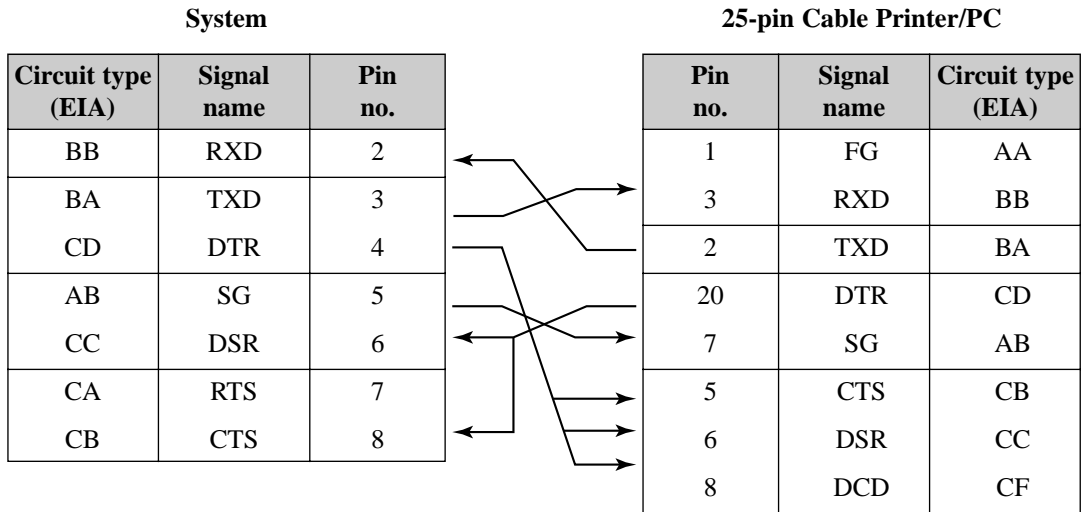 System
Circuit type (EIA) Signal name Pin no.
BB RXD 2
BA TXD 3
CD DTR 4
AB SG 5
CC DSR 6
CA RTS 7
CB CTS 8
25-pin Cable Printer/PC
Pin no. Signal name Circuit type (EIA)
1 FG AA
3 RXD BB
2 TXD BA
20 DTR CD
7 SG AB
5 CTS CB
6 DSR CC
8 DCD CF